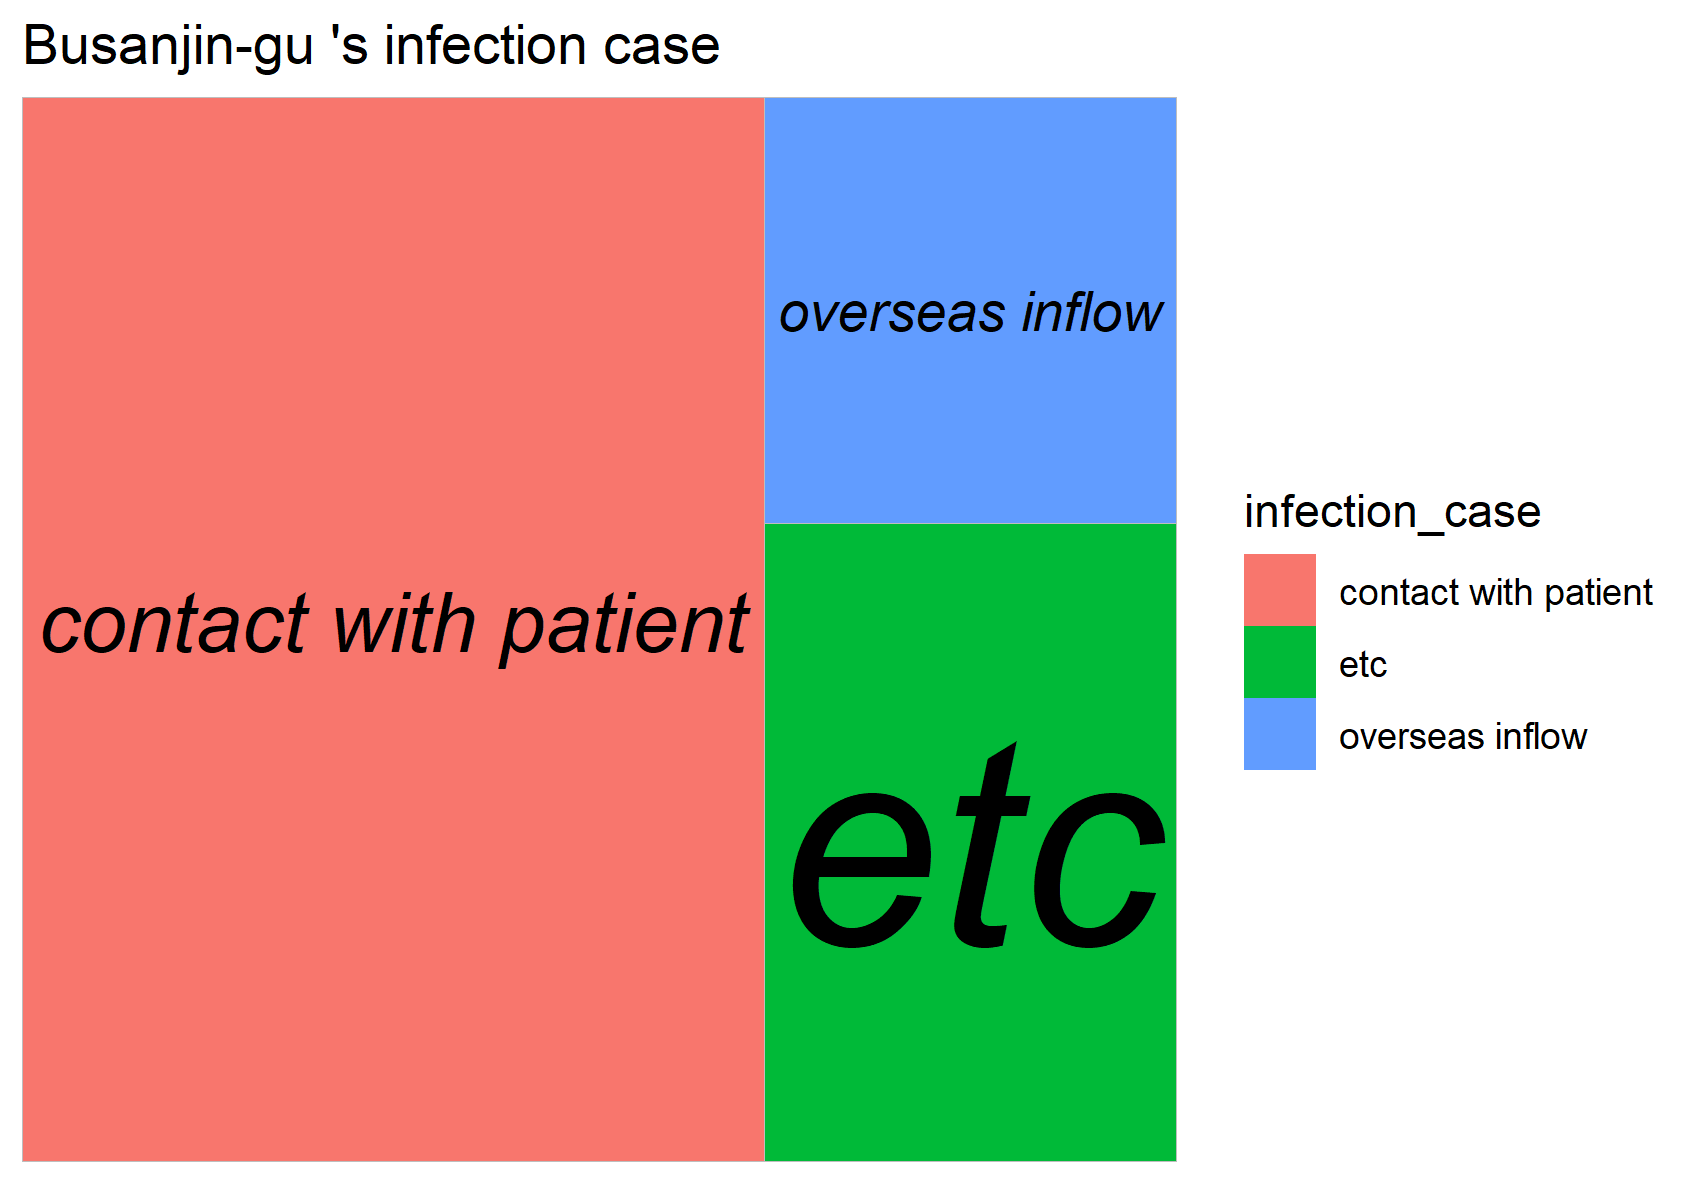 Busanjin-gu 's infection case
overseas inflow
contact with patient
etc
infection_case
contact with patient
etc
overseas inflow